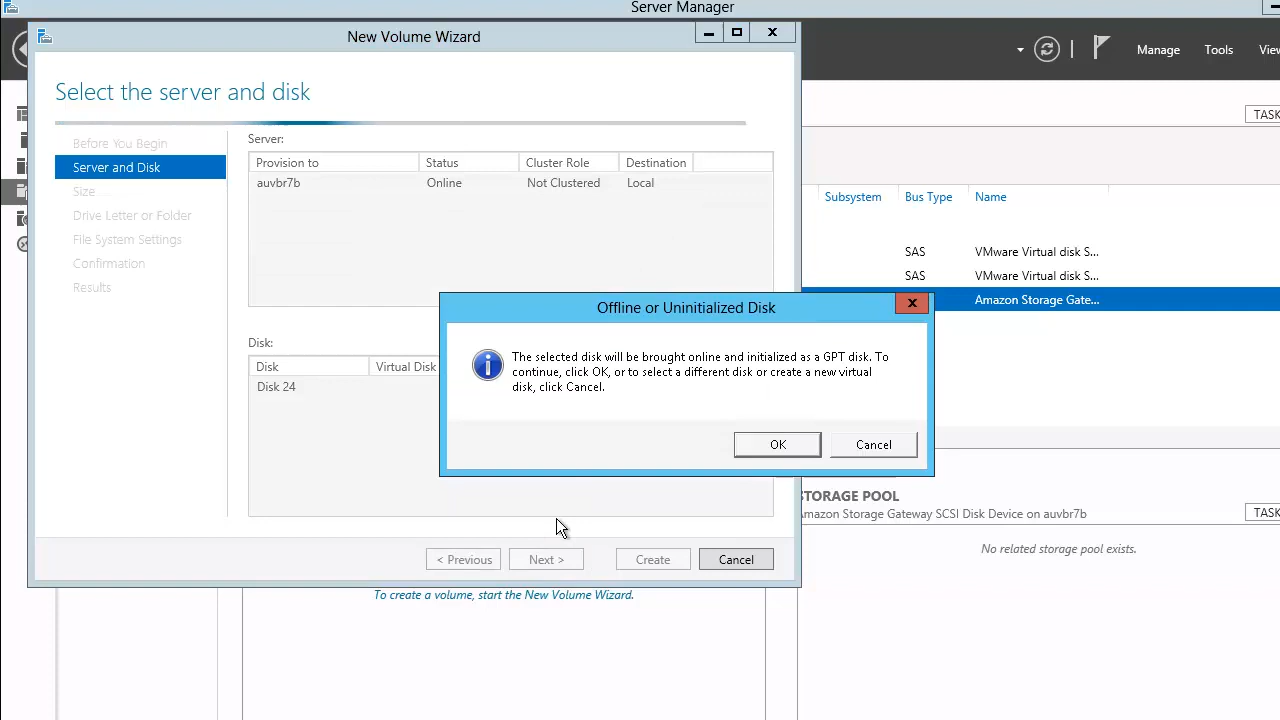 Server Manager
New Volume Wizard
Manage
Tools
Select the server and disk
TASK
Before You Begin
Server and Disk
Size
Drive Letter or Folder
File System Settings
Confirmation
Results
Server:
Provision to Status Cluster Role Destination
auvbr7b Online Not Clustered Local
Subsystem Bus Type Name
SAS VMware Virtual disk S...
SAS VMware Virtual disk S...
Amazon Storage Gate...
Disk:
Disk Virtual Disk
Disk 24
Offline or Uninitialized Disk
The selected disk will be brought online and initialized as a GPT disk. To
continue, click OK, or to select a different disk or create a new virtual
disk, click Cancel.
OK Cancel
< Previous Next > Create Cancel
To create a volume, start the New Volume Wizard.
STORAGE POOL
Amazon Storage Gateway SCSI Disk Device on auvbr7b
TASK
No related storage pool exists.